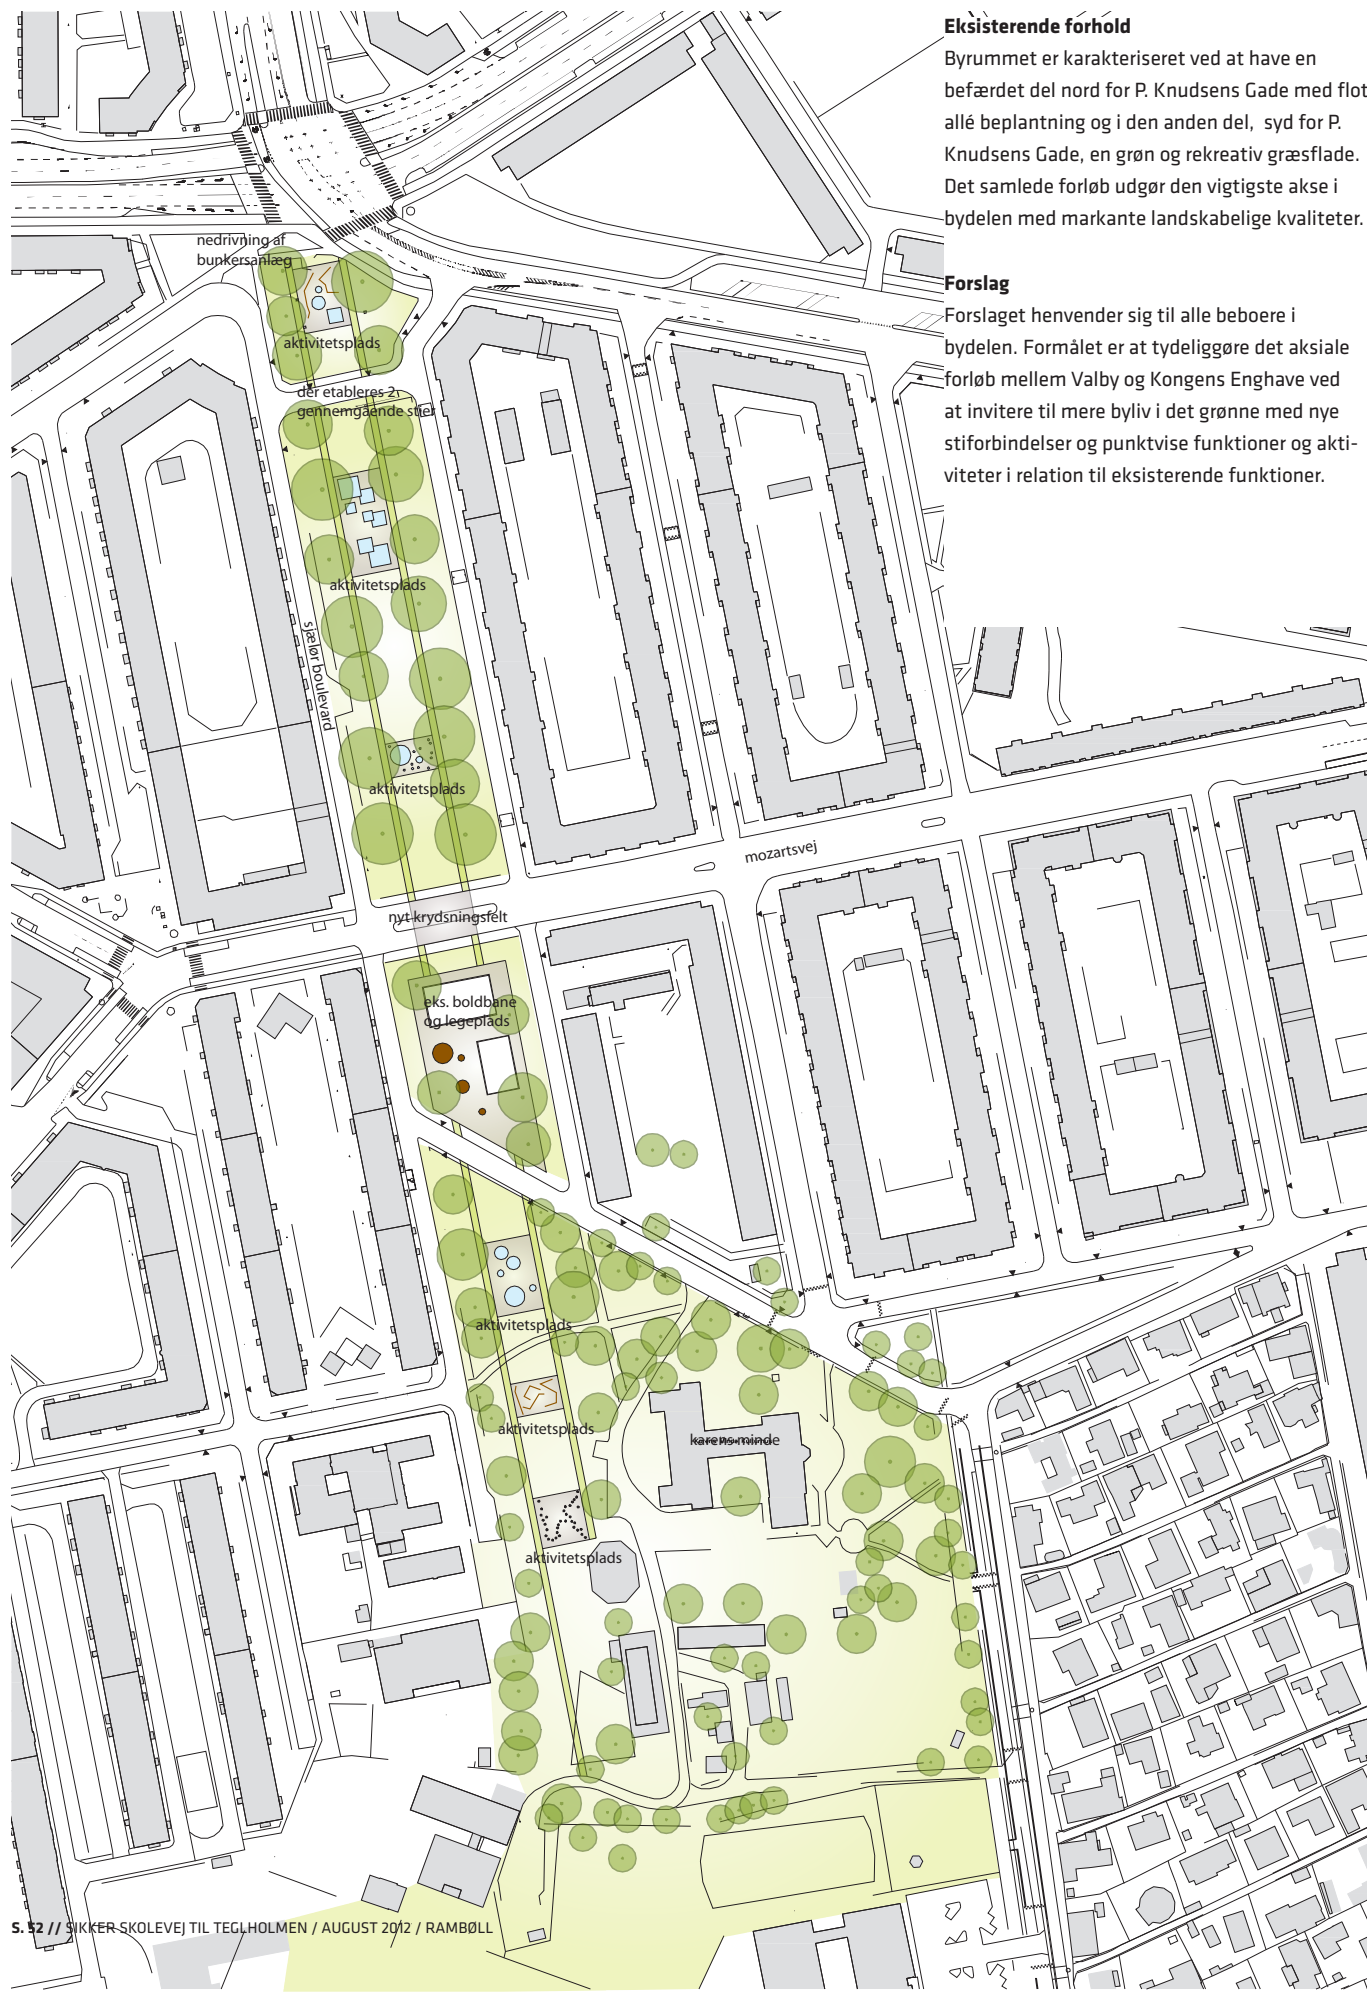 Eksisterende forhold
Byrummet er karakteriseret ved at have en
befærdet del nord for P. Knudsens Gade med flot
allé beplantning og i den anden del, syd for P.
Knudsens Gade, en grøn og rekreativ græsflade.
Det samlede forløb udgør den vigtigste akse i
bydelen med markante landskabelige kvaliteter.
Forslag
Forslaget henvender sig til alle beboere i
bydelen. Formålet er at tydeliggøre det aksiale
forløb mellem Valby og Kongens Enghave ved
at invitere til mere byliv i det grønne med nye
stiforbindelser og punktvise funktioner og akti-
viteter i relation til eksisterende funktioner.
nedrivning af
bunkersanlæg
aktivitetsplads
der etableres 2
gennemgående stier
aktivitetsplads
sjælør boulevard
aktivitetsplads
mozartsvej
nyt krydsningsfelt
eks. boldbane
og legeplads
aktivitetsplads
aktivitetsplads
karens minde
aktivitetsplads
S. 52 // SIKKER SKOLEVEJ TIL TEGLHOLMEN / AUGUST 2012 / RAMBØLL